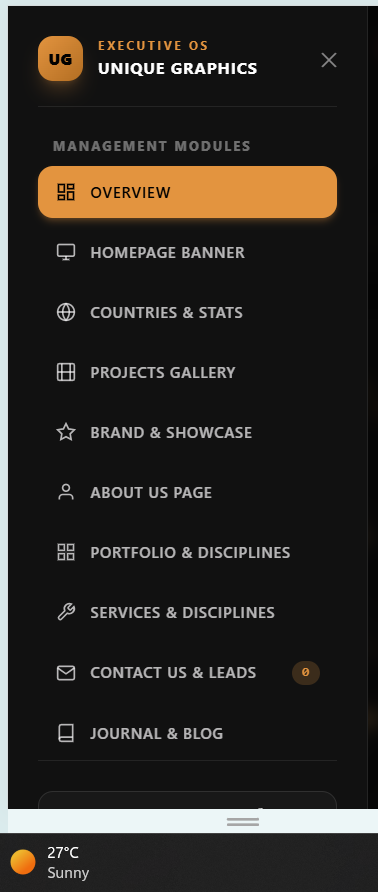 UG
EXECUTIVE OS
UNIQUE GRAPHICS
MANAGEMENT MODULES
OVERVIEW
HOMEPAGE BANNER
COUNTRIES & STATS
PROJECTS GALLERY
BRAND & SHOWCASE
ABOUT US PAGE
PORTFOLIO & DISCIPLINES
SERVICES & DISCIPLINES
CONTACT US & LEADS 0
JOURNAL & BLOG
27°C
Sunny